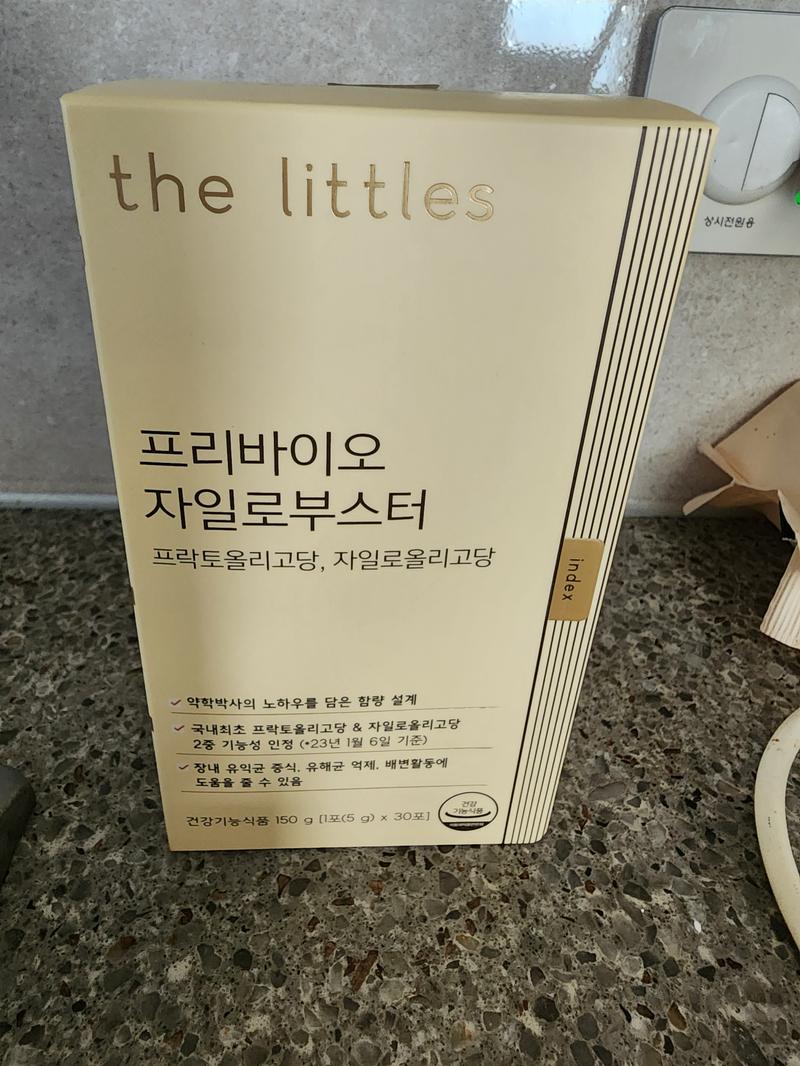 the littles
프리바이오
자일로부스터
프락토올리고당, 자일로올리고당
index
약학박사의 노하우를 담은 함량 설계
국내최초 프락토올리고당 & 자일로올리고당
2중 기능성 인정 (*23년 1월 6일 기준)
장내 유익균 증식, 유해균 억제, 배변활동에
도움을 줄 수 있음
건강기능식품 150 g [1포(5 g) x 30포]
건강
기능식품
상시전원용